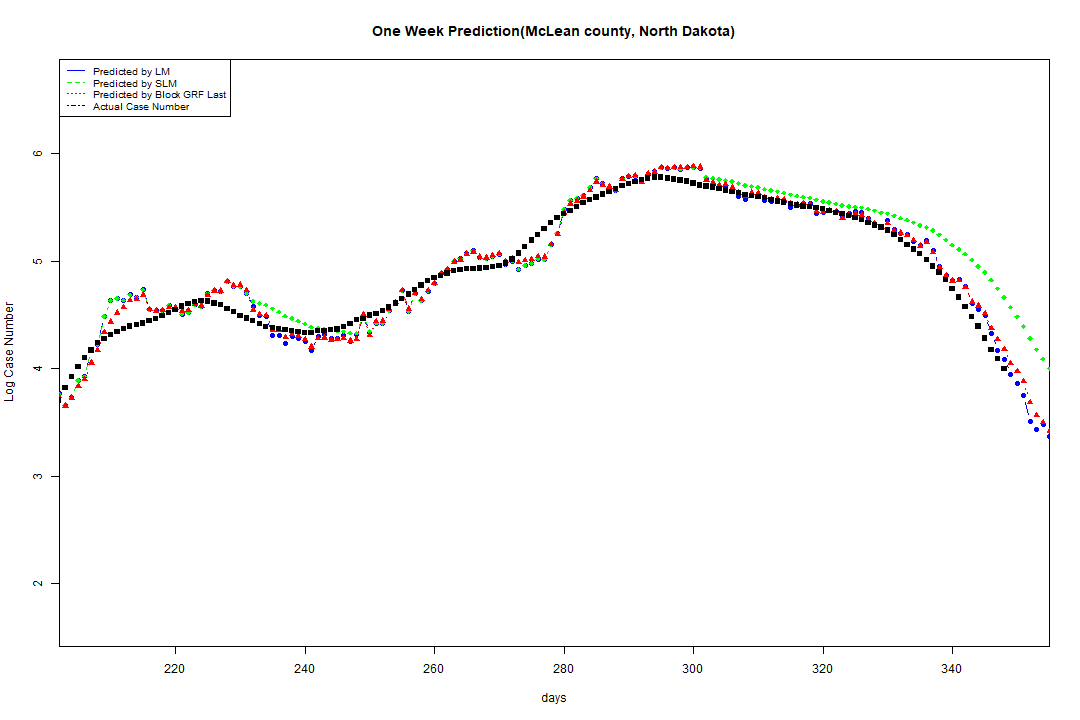 One Week Prediction(McLean county, North Dakota)
Predicted by LM
Predicted by SLM
Predicted by Block GRF Last
Actual Case Number
6
5
4
3
2
Log Case Number
220 240 260 280 300 320 340
days